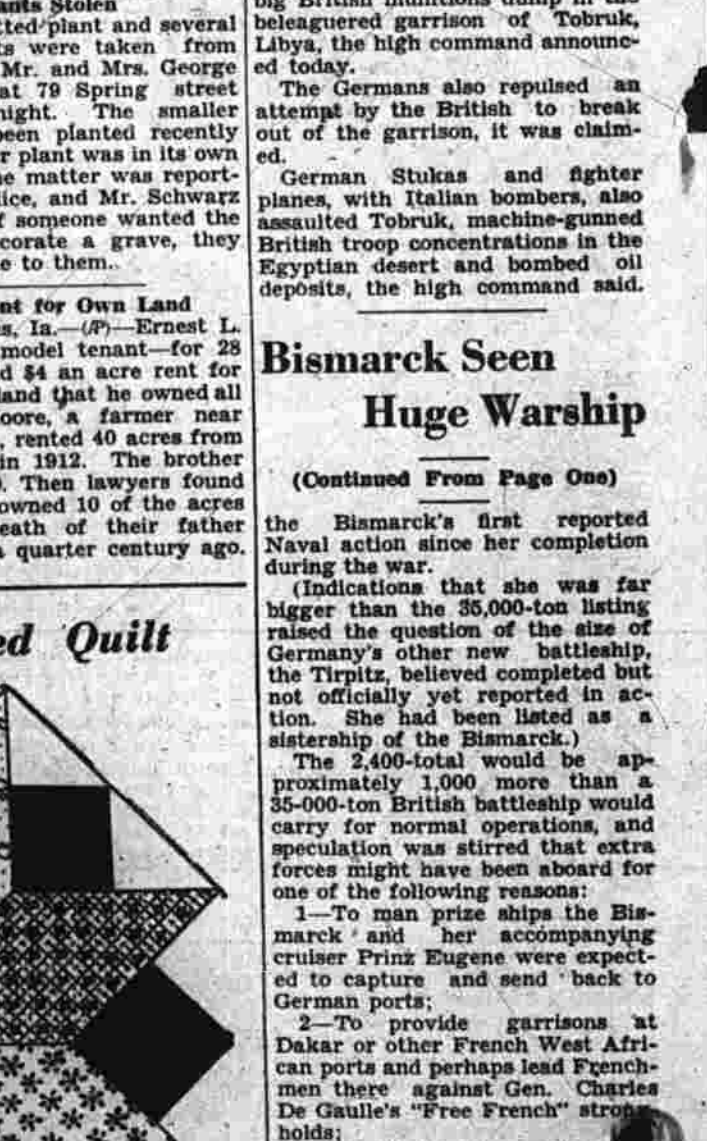 ants Stolen
tted plant and several
ts were taken from
Mr. and Mrs. George
at 79 Spring street
night. The smaller
been planted recently
r plant was in its own
he matter was report-
lice, and Mr. Schwarz
f someone wanted the
corate a grave, they
e to them.
nt for Own Land
s, Ia.—(AP)—Ernest L.
model tenant—for 28
d $4 an acre rent for
land that he owned all
oore, a farmer near
, rented 40 acres from
in 1912. The brother
). Then lawyers found
owned 10 of the acres
eath of their father
a quarter century ago.
ed Quilt
big British munitions dump in the
beleaguered garrison of Tobruk,
Libya, the high command announc-
ed today.
The Germans also repulsed an
attempt by the British to break
out of the garrison, it was claim-
ed.
German Stukas and fighter
planes, with Italian bombers, also
assaulted Tobruk, machine-gunned
British troop concentrations in the
Egyptian desert and bombed oil
deposits, the high command said.
Bismarck Seen
Huge Warship
(Continued From Page One)
the Bismarck's first reported
Naval action since her completion
during the war.
(Indications that she was far
bigger than the 35,000-ton listing
raised the question of the size of
Germany's other new battleship,
the Tirpitz, believed completed but
not officially yet reported in ac-
tion. She had been listed as a
sistership of the Bismarck.)
The 2,400-total would be ap-
proximately 1,000 more than a
35-000-ton British battleship would
carry for normal operations, and
speculation was stirred that extra
forces might have been aboard for
one of the following reasons:
1—To man prize ships the Bis-
marck and her accompanying
cruiser Prinz Eugene were expect-
ed to capture and send back to
German ports;
2—To provide garrisons at
Dakar or other French West Afri-
can ports and perhaps lead French-
men there against Gen. Charles
De Gaulle's "Free French" strong-
holds;